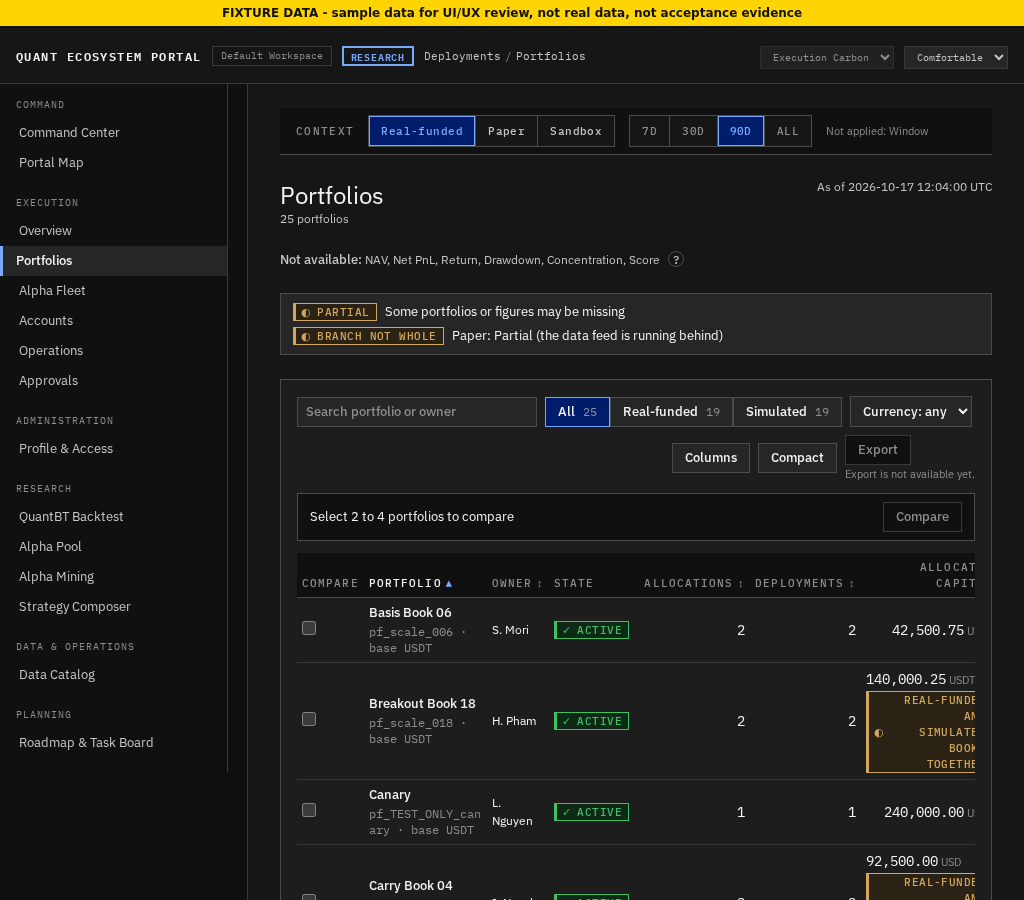 FIXTURE DATA - sample data for UI/UX review, not real data, not acceptance evidence
QUANT ECOSYSTEM PORTAL Default Workspace RESEARCH Deployments / Portfolios Execution Carbon Comfortable
COMMAND
Command Center
Portal Map
EXECUTION
Overview
Portfolios
Alpha Fleet
Accounts
Operations
Approvals
ADMINISTRATION
Profile & Access
RESEARCH
QuantBT Backtest
Alpha Pool
Alpha Mining
Strategy Composer
DATA & OPERATIONS
Data Catalog
PLANNING
Roadmap & Task Board
CONTEXT Real-funded Paper Sandbox 7D 30D 90D ALL Not applied: Window
Portfolios
As of 2026-10-17 12:04:00 UTC
25 portfolios
Not available: NAV, Net PnL, Return, Drawdown, Concentration, Score ?
◐ PARTIAL Some portfolios or figures may be missing
◐ BRANCH NOT WHOLE Paper: Partial (the data feed is running behind)
Search portfolio or owner All 25 Real-funded 19 Simulated 19 Currency: any
Columns Compact Export
Export is not available yet.
Select 2 to 4 portfolios to compare Compare
COMPARE PORTFOLIO ▲ OWNER ↕ STATE ALLOCATIONS ↕ DEPLOYMENTS ↕ ALLOCAT
CAPIT
Basis Book 06
pf_scale_006 ·
base USDT
S. Mori ✓ ACTIVE 2 2 42,500.75 U
Breakout Book 18
pf_scale_018 ·
base USDT
H. Pham ✓ ACTIVE 2 2 140,000.25 USDT
◐ REAL-FUNDE
AN
SIMULATE
BOOK
TOGETHE
Canary
pf_TEST_ONLY_can
ary · base USDT
L.
Nguyen
✓ ACTIVE 1 1 240,000.00 U
Carry Book 04
92,500.00 USD
REAL-FUNDE